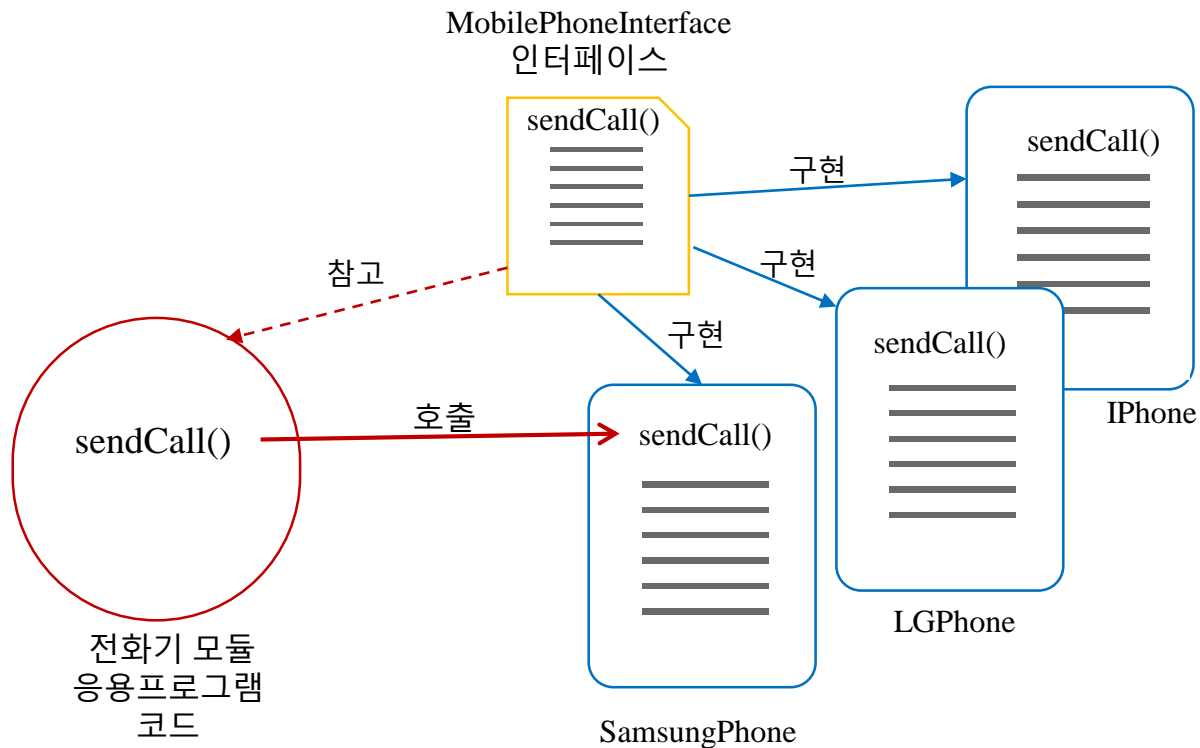 MobilePhoneInterface
인터페이스
sendCall()
sendCall()
구현
구현
참고
구현
sendCall()
호출
sendCall()
sendCall()
IPhone
LGPhone
전화기 모듈
응용프로그램
코드
SamsungPhone